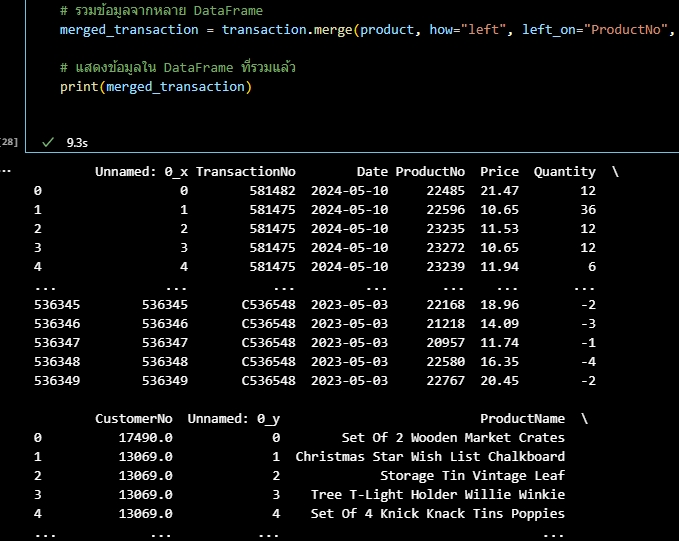 # รวมข้อมูลจากหลาย DataFrame
merged_transaction = transaction.merge(product, how="left", left_on="ProductNo",
# แสดงข้อมูลใน DataFrame ที่รวมแล้ว
print(merged_transaction)
[28] ✓ 9.3s
...
Unnamed: 0_x TransactionNo Date ProductNo Price Quantity \
0 0 581482 2024-05-10 22485 21.47 12
1 1 581475 2024-05-10 22596 10.65 36
2 2 581475 2024-05-10 23235 11.53 12
3 3 581475 2024-05-10 23272 10.65 12
4 4 581475 2024-05-10 23239 11.94 6
... ... ... ... ... ... ...
536345 536345 C536548 2023-05-03 22168 18.96 -2
536346 536346 C536548 2023-05-03 21218 14.09 -3
536347 536347 C536548 2023-05-03 20957 11.74 -1
536348 536348 C536548 2023-05-03 22580 16.35 -4
536349 536349 C536548 2023-05-03 22767 20.45 -2
CustomerNo Unnamed: 0_y ProductName \
0 17490.0 0 Set Of 2 Wooden Market Crates
1 13069.0 1 Christmas Star Wish List Chalkboard
2 13069.0 2 Storage Tin Vintage Leaf
3 13069.0 3 Tree T-Light Holder Willie Winkie
4 13069.0 4 Set Of 4 Knick Knack Tins Poppies
... ... ... ...